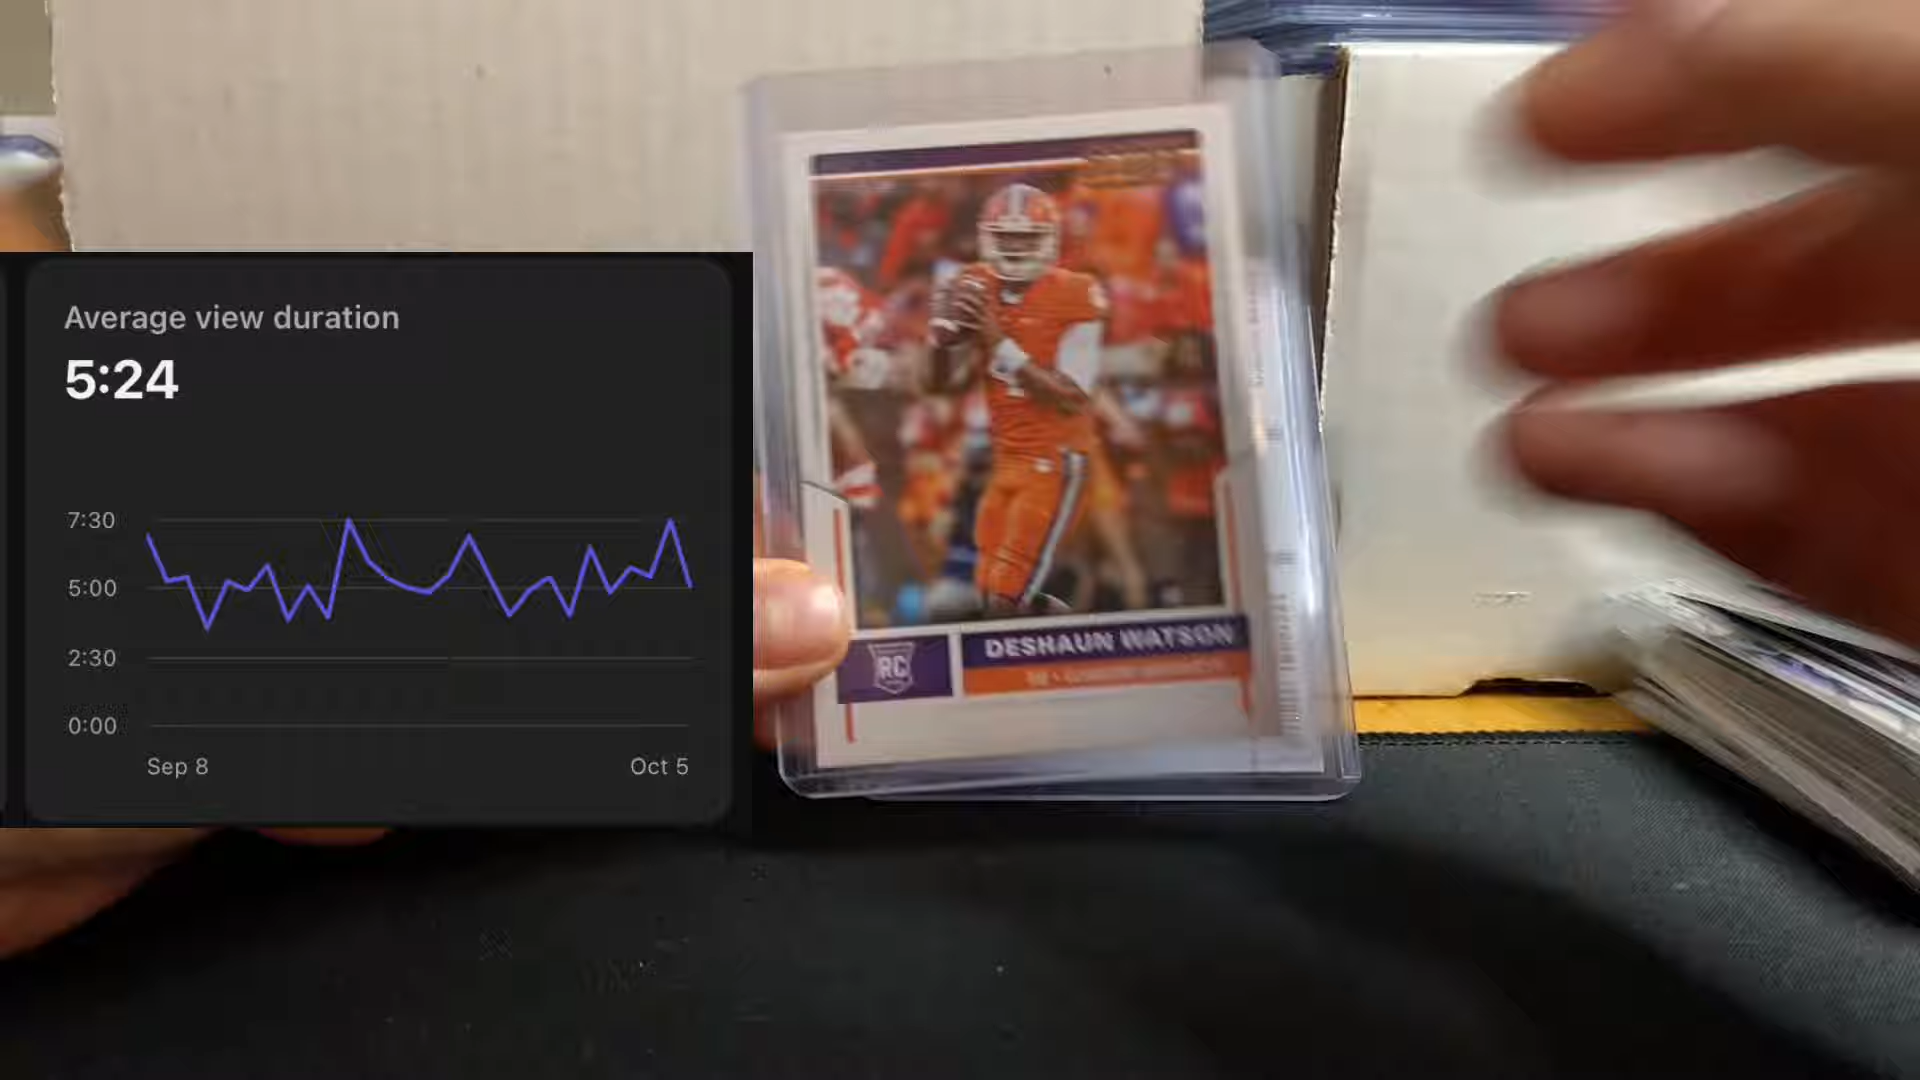 Average view duration
5:24
7:30
5:00
2:30
0:00
Sep 8
Oct 5
RC
DESHAUN WATSON